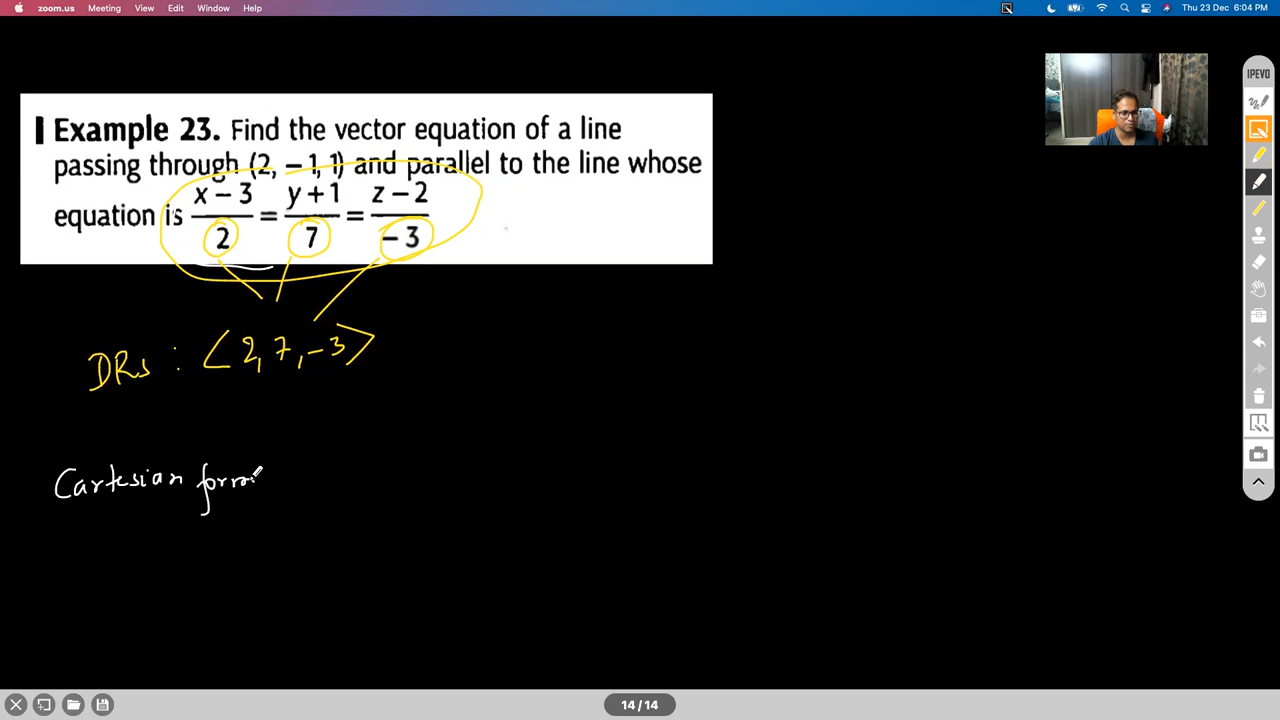 zoom.us Meeting View Edit Window Help Thu 23 Dec 6:04 PM
IPEVO
Example 23. Find the vector equation of a line
passing through (2, −1, 1) and parallel to the line whose
equation is x − 3 / 2 = y + 1 / 7 = z − 2 / − 3
DRs : ⟨2, 7, −3⟩
Cartesian form
14 / 14